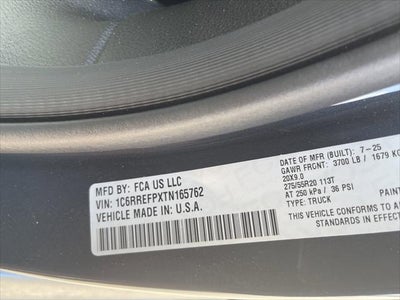 MFD BY: FCA US LLC
VIN: 1C6RREFPXTN165762
VEHICLE MADE IN U.S.A.
DATE OF MFR (BUILT): 7-25
GAWR FRONT: 3700 LB / 1679 KG
20X9.0
275/55R20 113T
AT 250 kPa / 36 PSI
TYPE: TRUCK PAINT
THIS VEHICLE CONFORMS TO
STANDARDS IN EFFECT